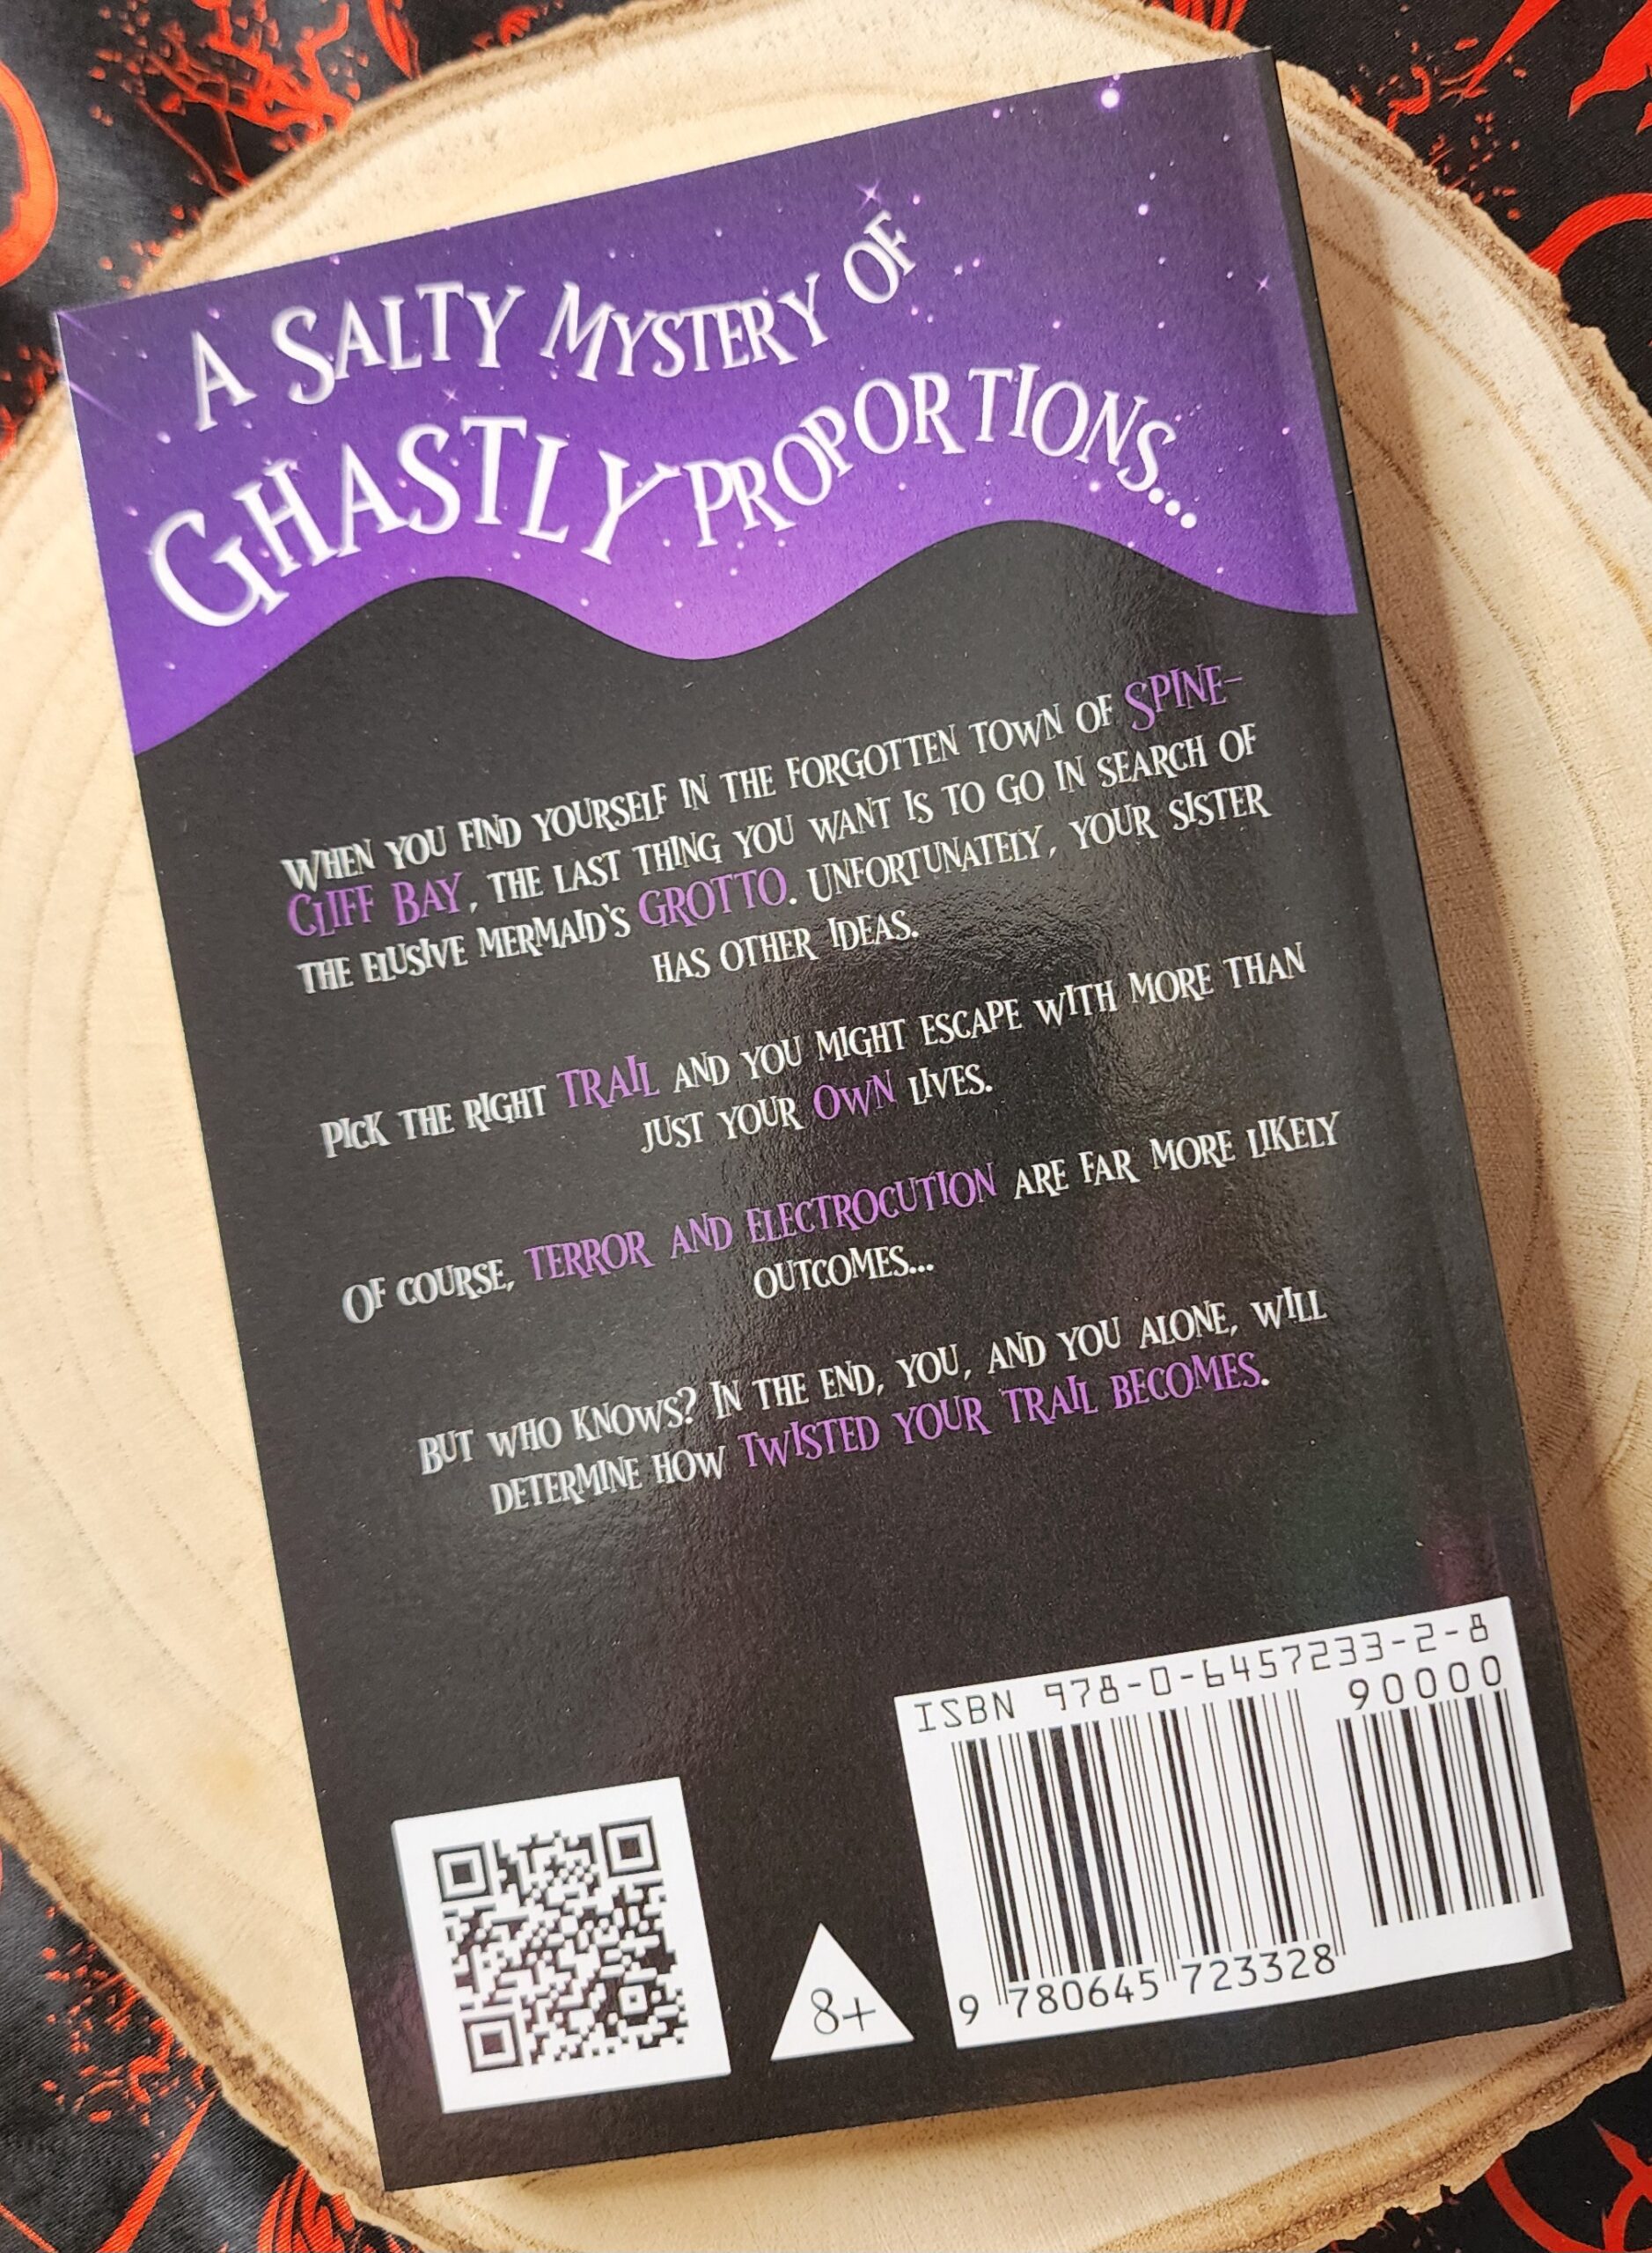 A SALTY MYSTERY OF
GHASTLY PROPORTIONS...
WHEN YOU FIND YOURSELF IN THE FORGOTTEN TOWN OF SPINE-
CLIFF BAY, THE LAST THING YOU WANT IS TO GO IN SEARCH OF
THE ELUSIVE MERMAID'S GROTTO. UNFORTUNATELY, YOUR SISTER
HAS OTHER IDEAS.
PICK THE RIGHT TRAIL AND YOU MIGHT ESCAPE WITH MORE THAN
JUST YOUR OWN LIVES.
OF COURSE, TERROR AND ELECTROCUTION ARE FAR MORE LIKELY
OUTCOMES...
BUT WHO KNOWS? IN THE END, YOU, AND YOU ALONE, WILL
DETERMINE HOW TWISTED YOUR TRAIL BECOMES.
ISBN 978-0-6457233-2-8
90000
9 780645 723328
8+